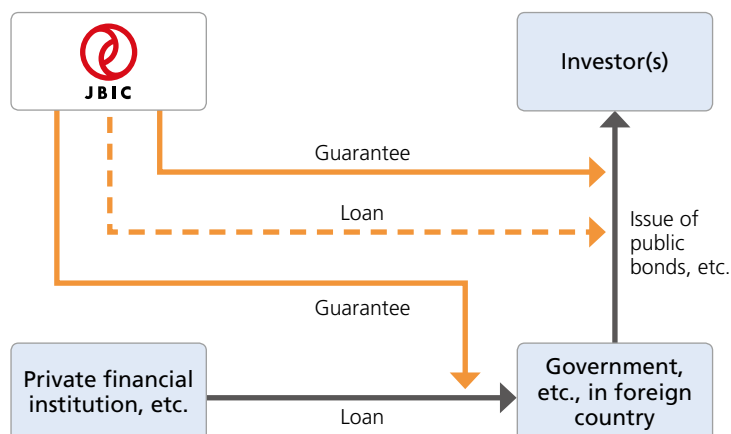 JBIC
Investor(s)
Guarantee
Loan
Issue of
public
bonds, etc.
Guarantee
Private financial
institution, etc.
Loan
Government,
etc., in foreign
country